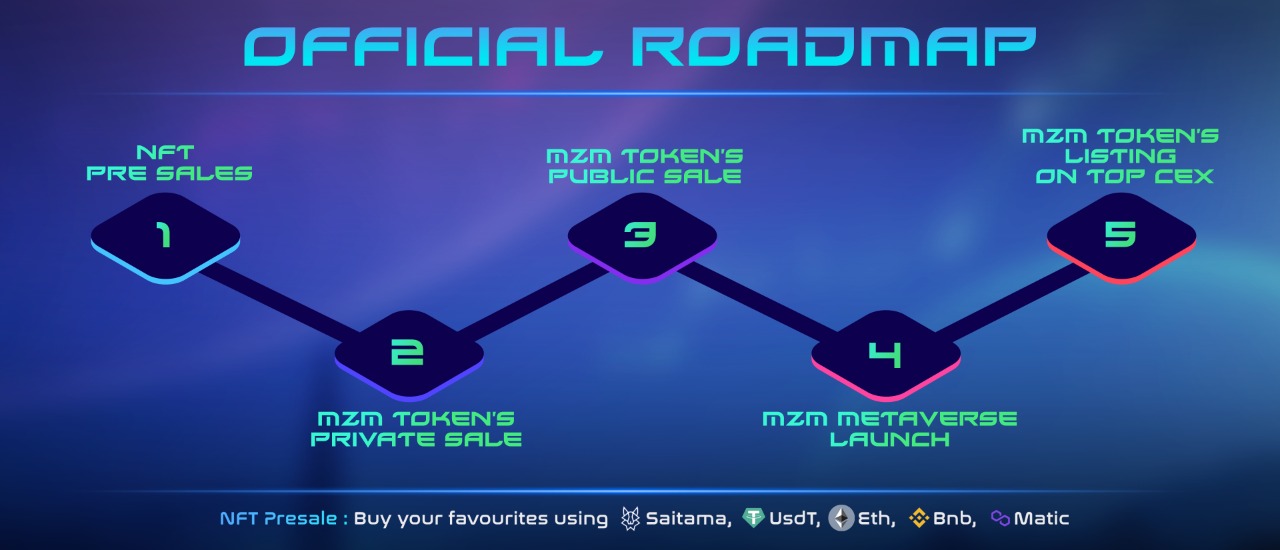 OFFICIAL ROADMAP
NFT
PRE SALES
1
MZM TOKEN'S
PRIVATE SALE
2
MZM TOKEN'S
PUBLIC SALE
3
MZM METAVERSE
LAUNCH
4
MZM TOKEN'S
LISTING
ON TOP CEX
5
NFT Presale : Buy your favourites using Saitama, UsdT, Eth, Bnb, Matic